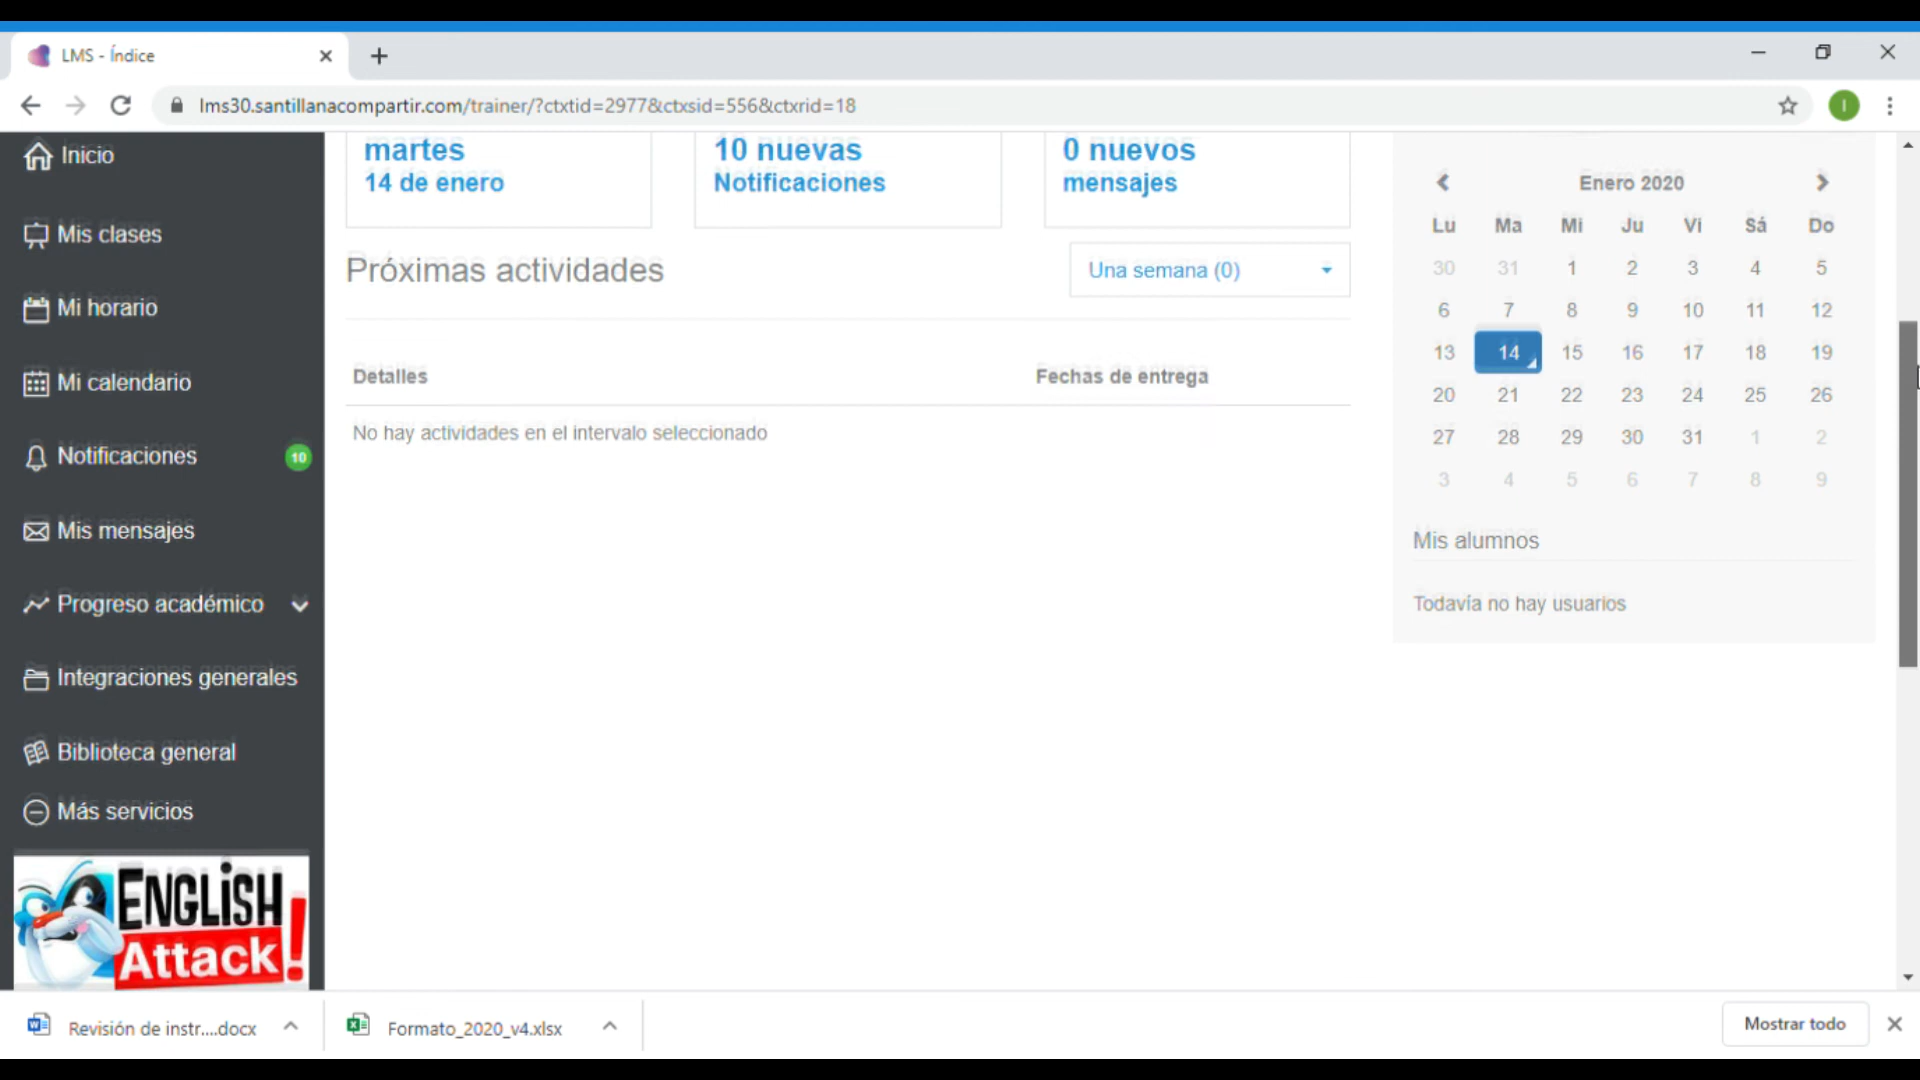 LMS - Índice
lms30.santillanacompartir.com/trainer/?ctxtid=2977&ctxsid=556&ctxrid=18
I
Inicio
Mis clases
Mi horario
Mi calendario
Notificaciones 10
Mis mensajes
Progreso académico
Integraciones generales
Biblioteca general
Más servicios
ENGLISH
Attack!
martes
14 de enero
10 nuevas
Notificaciones
0 nuevos
mensajes
Próximas actividades
Una semana (0)
Detalles Fechas de entrega
No hay actividades en el intervalo seleccionado
Enero 2020
Lu Ma Mi Ju Vi Sá Do
30 31 1 2 3 4 5
6 7 8 9 10 11 12
13 14 15 16 17 18 19
20 21 22 23 24 25 26
27 28 29 30 31 1 2
3 4 5 6 7 8 9
Mis alumnos
Todavía no hay usuarios
Revisión de instr....docx
Formato_2020_v4.xlsx
Mostrar todo